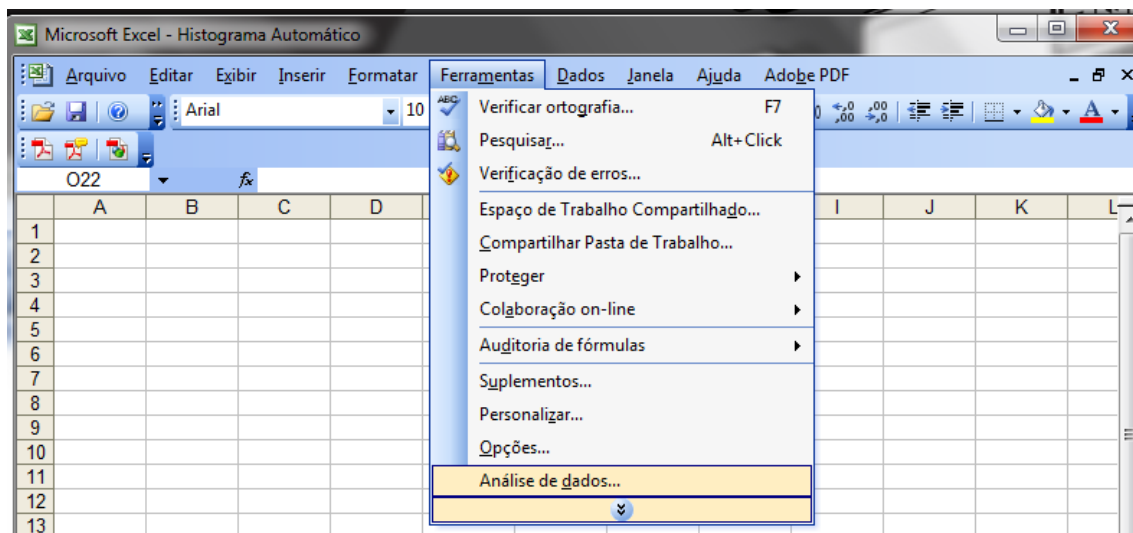 Microsoft Excel - Histograma Automático
Arquivo Editar Exibir Inserir Formatar Ferramentas Dados Janela Ajuda Adobe PDF
Arial 10
ABC Verificar ortografia... F7
Pesquisar... Alt+Click
Verificação de erros...
O22 fx
Espaço de Trabalho Compartilhado...
A B C D I J K L
Compartilhar Pasta de Trabalho...
Proteger
Colaboração on-line
Auditoria de fórmulas
Suplementos...
Personalizar...
Opções...
Análise de dados...
1
2
3
4
5
6
7
8
9
10
11
12
13